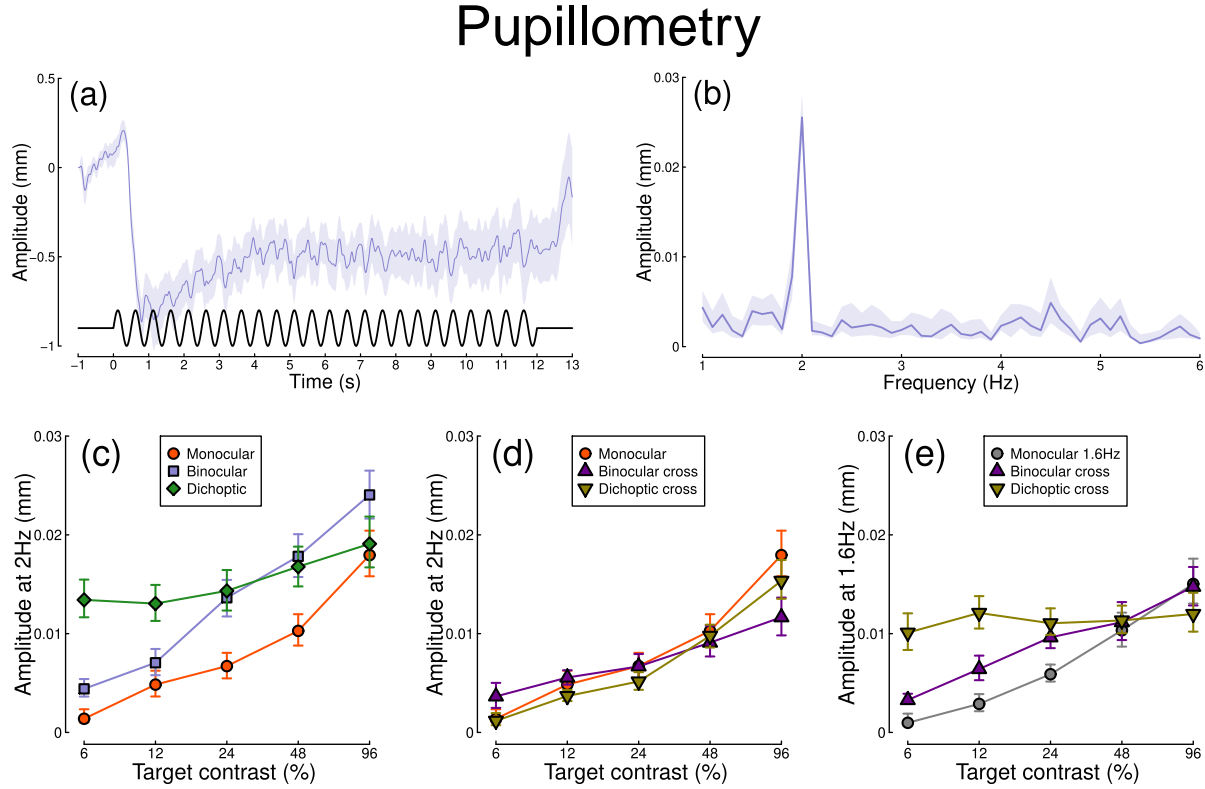 Pupillometry
(a)
Amplitude (mm)
0.5
0
−0.5
−1
−1 0 1 2 3 4 5 6 7 8 9 10 11 12 13
Time (s)
(b)
Amplitude (mm)
0.03
0.02
0.01
0
1 2 3 4 5 6
Frequency (Hz)
(c)
Monocular
Binocular
Dichoptic
Amplitude at 2Hz (mm)
0.03
0.02
0.01
0
6 12 24 48 96
Target contrast (%)
(d)
Monocular
Binocular cross
Dichoptic cross
Amplitude at 2Hz (mm)
0.03
0.02
0.01
0
6 12 24 48 96
Target contrast (%)
(e)
Monocular 1.6Hz
Binocular cross
Dichoptic cross
Amplitude at 1.6Hz (mm)
0.03
0.02
0.01
0
6 12 24 48 96
Target contrast (%)